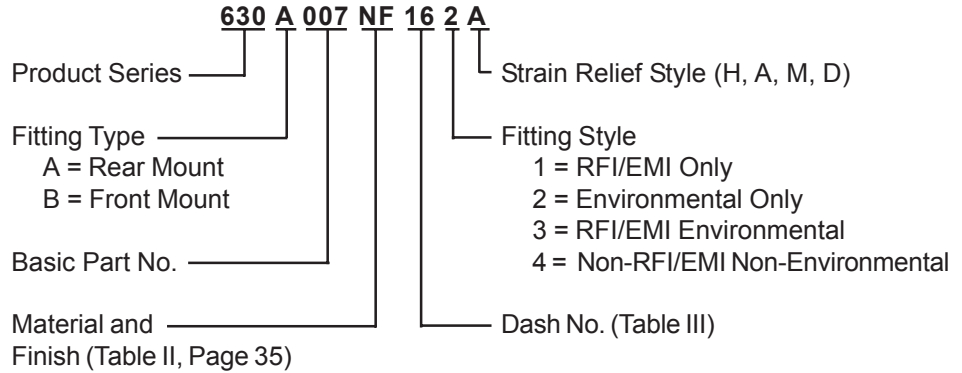 630 A 007 NF 16 2 A
Product Series
Strain Relief Style (H, A, M, D)
Fitting Type
A = Rear Mount
B = Front Mount
Fitting Style
1 = RFI/EMI Only
2 = Environmental Only
3 = RFI/EMI Environmental
4 = Non-RFI/EMI Non-Environmental
Basic Part No.
Material and
Finish (Table II, Page 35)
Dash No. (Table III)